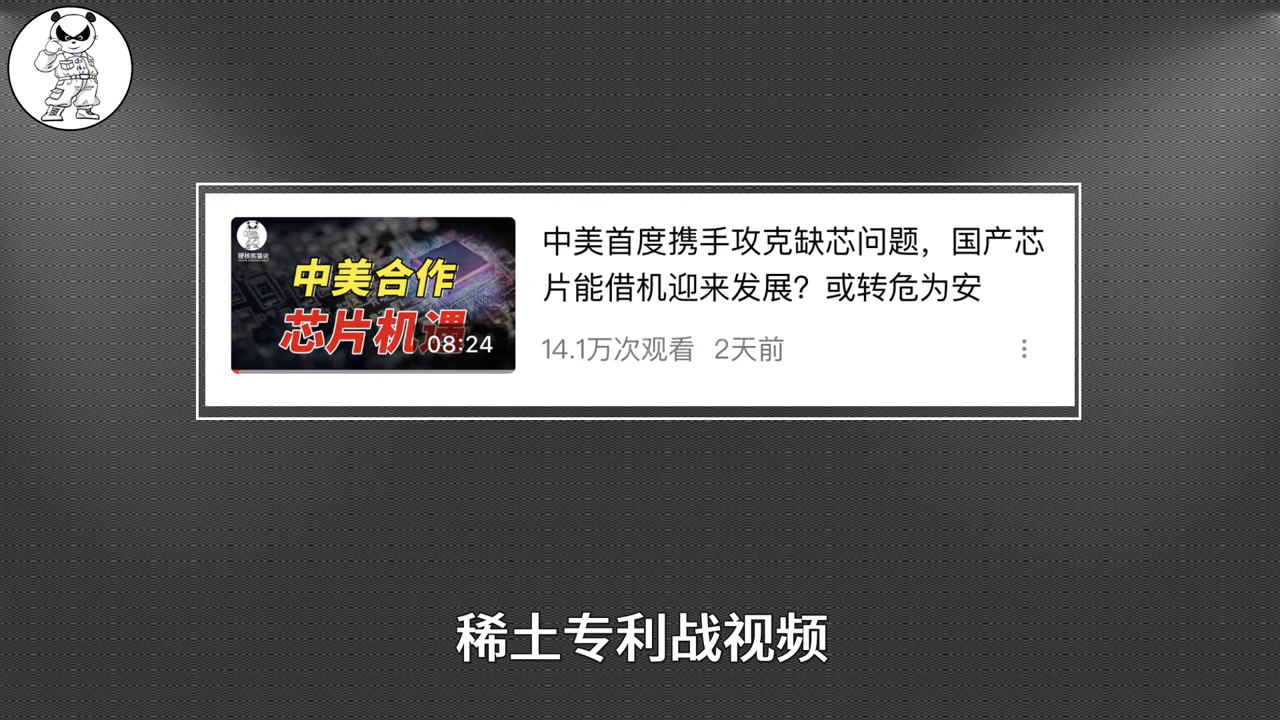 中美合作
芯片机遇
08:24
中美首度携手攻克缺芯问题，国产芯
片能借机迎来发展？或转危为安
14.1万次观看 2天前
稀土专利战视频